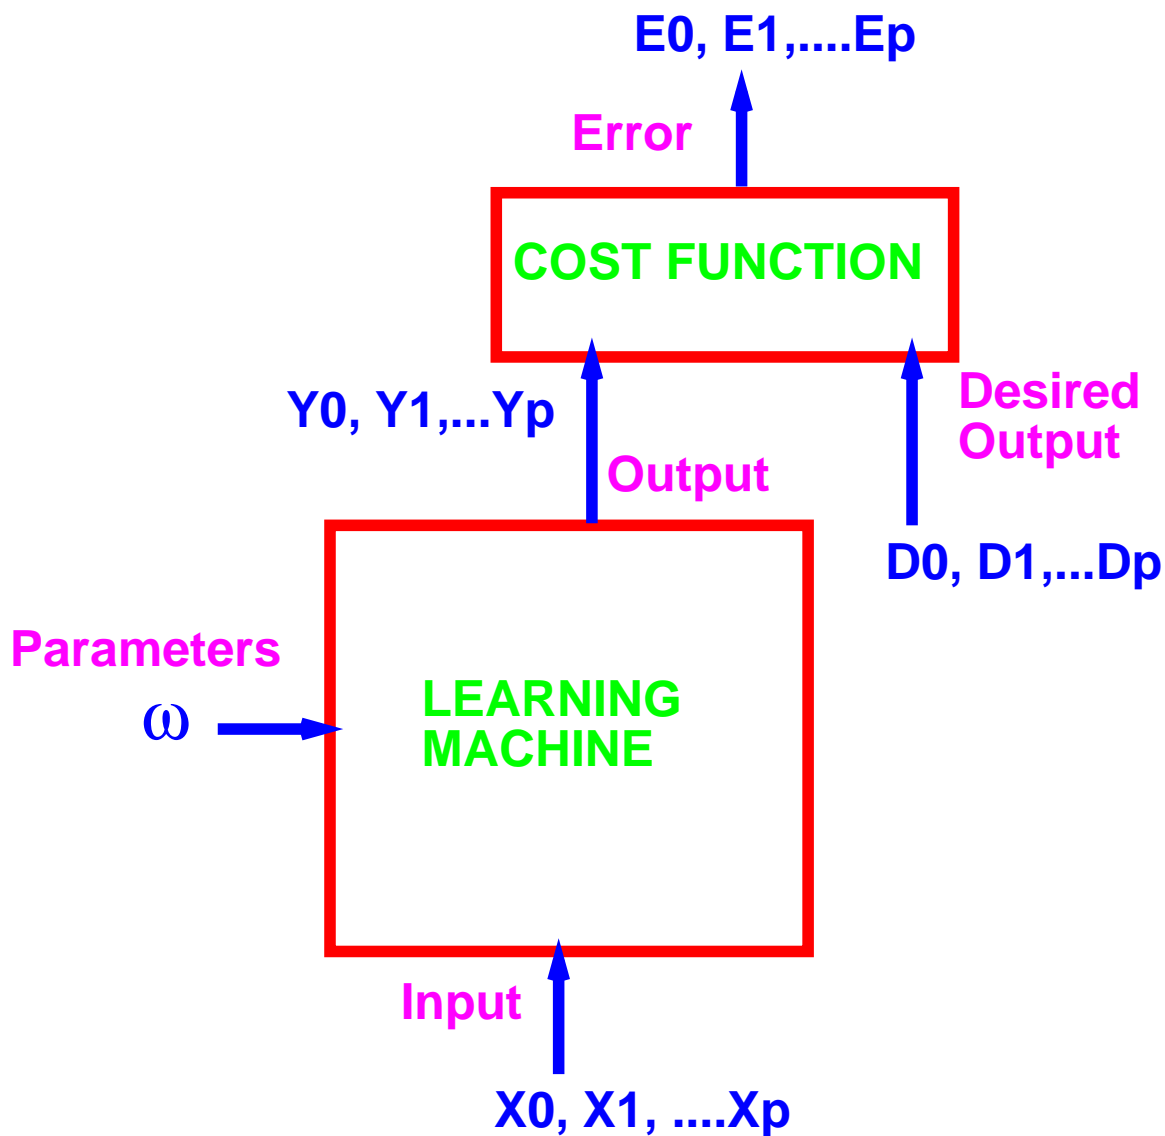 E0, E1,....Ep
Error
COST FUNCTION
Y0, Y1,...Yp
Desired
Output
Output
D0, D1,...Dp
Parameters
ω
LEARNING
MACHINE
Input
X0, X1, ....Xp